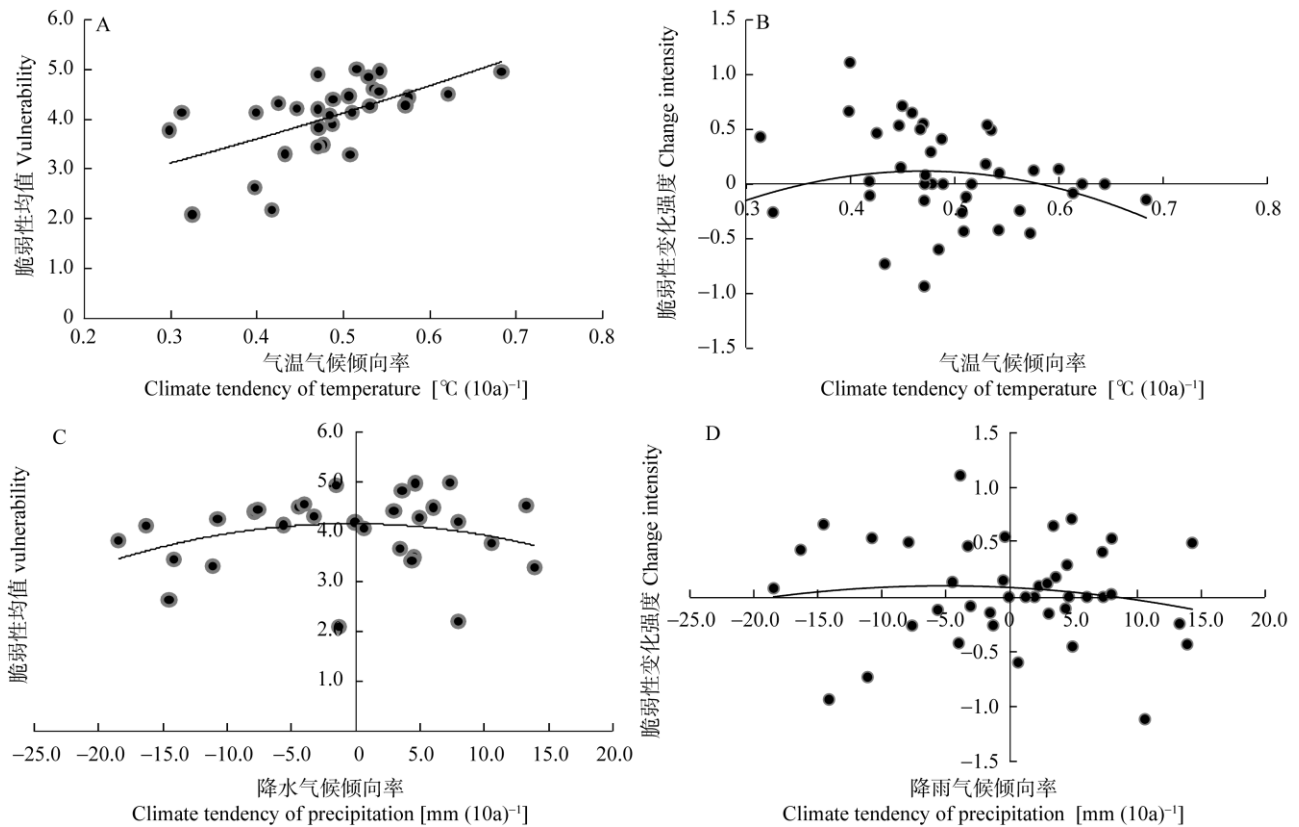 A
6.0
5.0
4.0
3.0
2.0
1.0
0
0.2 0.3 0.4 0.5 0.6 0.7 0.8
脆弱性均值 Vulnerability
气温气候倾向率
Climate tendency of temperature [℃ (10a)⁻¹]
B
1.5
1.0
0.5
0
−0.5
−1.0
−1.5
0.3 0.4 0.5 0.6 0.7 0.8
脆弱性变化强度 Change intensity
气温气候倾向率
Climate tendency of temperature [℃ (10a)⁻¹]
C
6.0
5.0
4.0
3.0
2.0
1.0
−25.0 −20.0 −15.0 −10.0 −5.0 0 5.0 10.0 15.0 20.0
脆弱性均值 vulnerability
降水气候倾向率
Climate tendency of precipitation [mm (10a)⁻¹]
D
1.5
1.0
0.5
−0.5
−1.0
−1.5
−25.0 −20.0 −15.0 −10.0 −5.0 0 5.0 10.0 15.0 20.0
脆弱性变化强度 Change intensity
降雨气候倾向率
Climate tendency of precipitation [mm (10a)⁻¹]